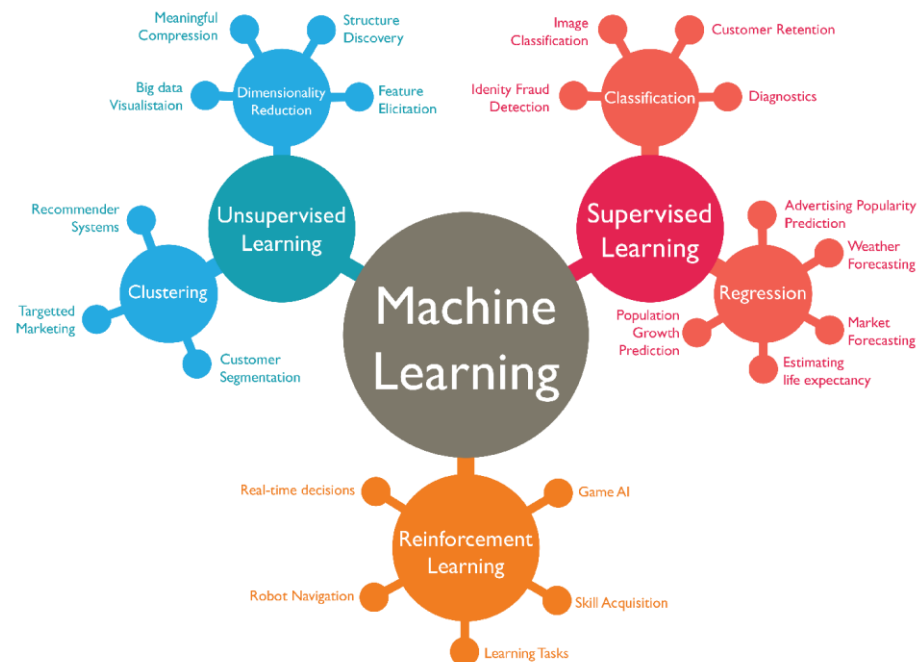 Meaningful
Compression
Structure
Discovery
Big data
Visualistaion
Dimensionality
Reduction
Feature
Elicitation
Unsupervised
Learning
Recommender
Systems
Clustering
Targetted
Marketing
Customer
Segmentation
Image
Classification
Customer Retention
Idenity Fraud
Detection
Classification
Diagnostics
Supervised
Learning
Advertising Popularity
Prediction
Weather
Forecasting
Regression
Population
Growth
Prediction
Market
Forecasting
Estimating
life expectancy
Machine
Learning
Real-time decisions
Game AI
Reinforcement
Learning
Robot Navigation
Skill Acquisition
Learning Tasks